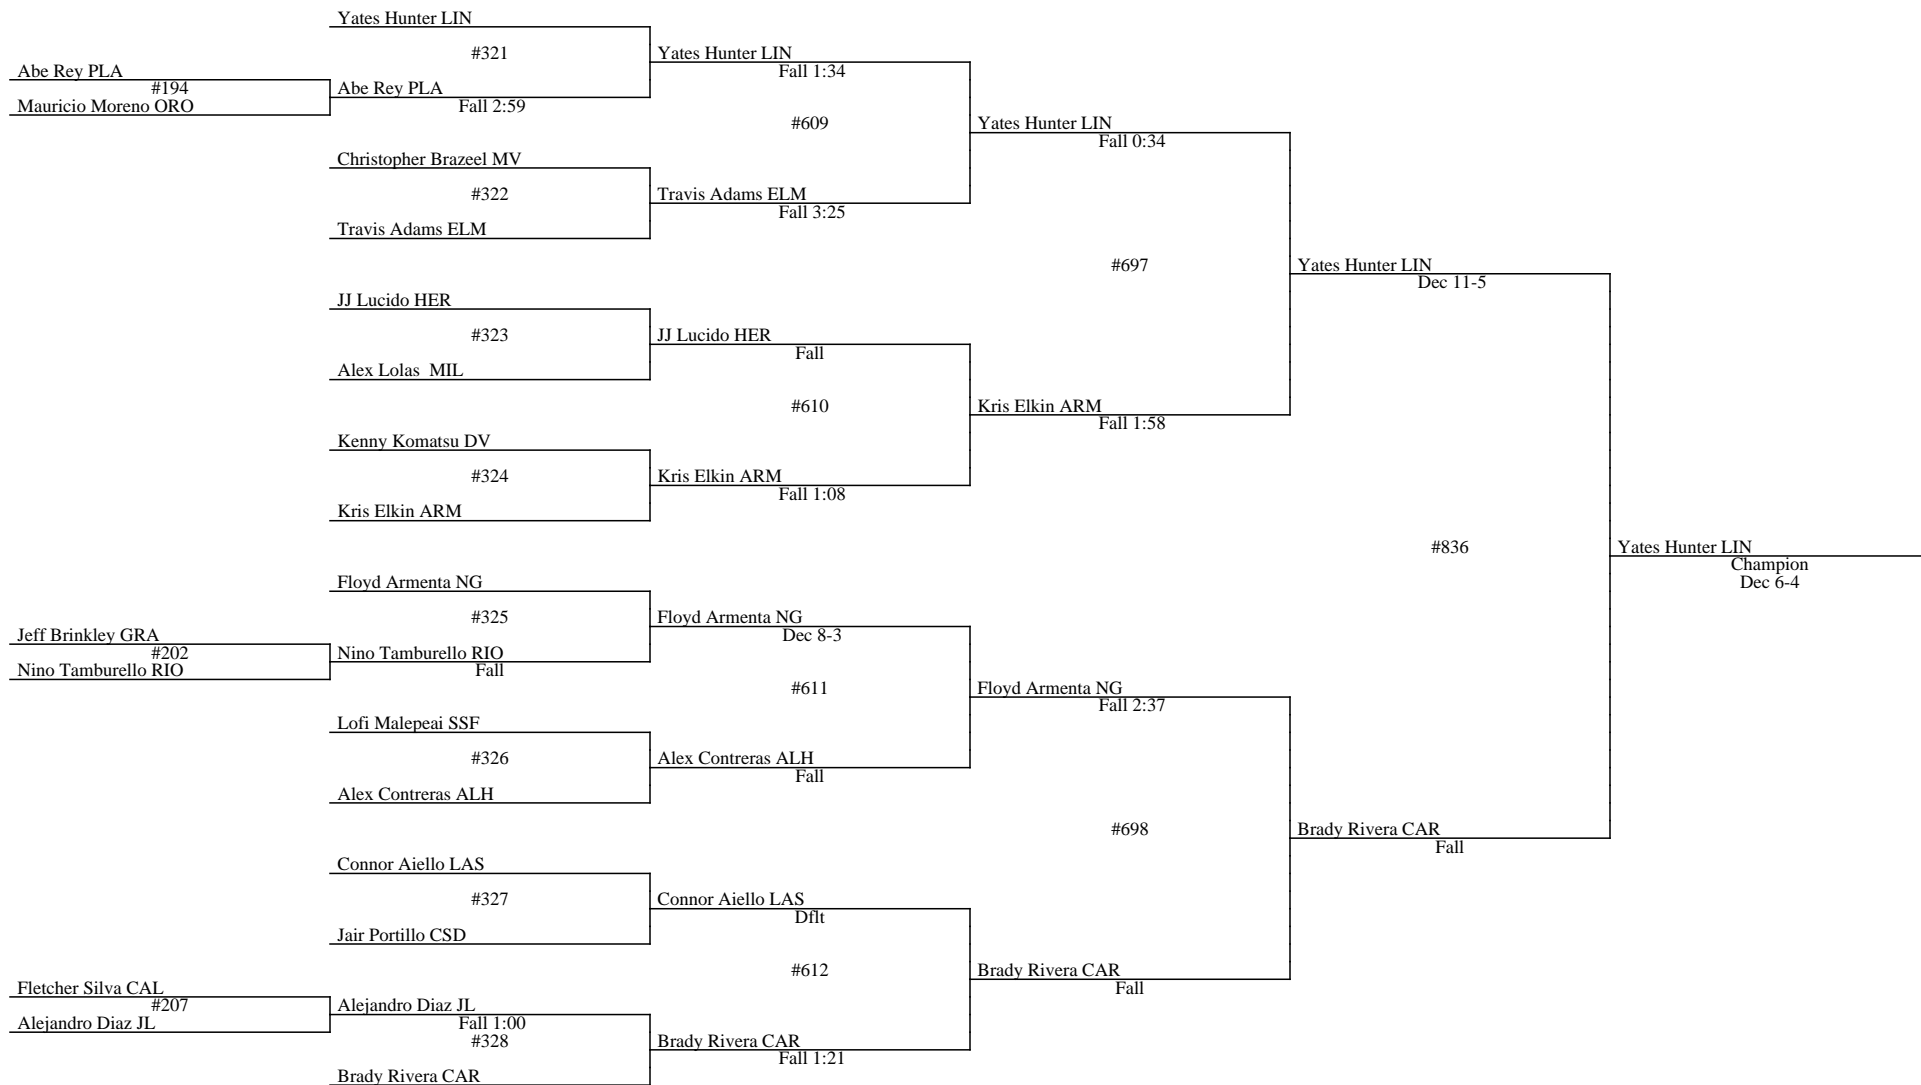 Yates Hunter LIN
#321
Yates Hunter LIN
Fall 1:34
Abe Rey PLA
#194
Mauricio Moreno ORO
Abe Rey PLA
Fall 2:59
#609
Yates Hunter LIN
Fall 0:34
Christopher Brazeel MV
#322
Travis Adams ELM
Fall 3:25
Travis Adams ELM
#697
Yates Hunter LIN
Dec 11-5
JJ Lucido HER
#323
JJ Lucido HER
Fall
Alex Lolas  MIL
#610
Kris Elkin ARM
Fall 1:58
Kenny Komatsu DV
#324
Kris Elkin ARM
Fall 1:08
Kris Elkin ARM
#836
Yates Hunter LIN
Champion
Dec 6-4
Floyd Armenta NG
#325
Floyd Armenta NG
Dec 8-3
Jeff Brinkley GRA
#202
Nino Tamburello RIO
Nino Tamburello RIO
Fall
#611
Floyd Armenta NG
Fall 2:37
Lofi Malepeai SSF
#326
Alex Contreras ALH
Fall
Alex Contreras ALH
#698
Brady Rivera CAR
Fall
Connor Aiello LAS
#327
Connor Aiello LAS
Dflt
Jair Portillo CSD
#612
Brady Rivera CAR
Fall
Fletcher Silva CAL
#207
Alejandro Diaz JL
Alejandro Diaz JL
Fall 1:00
#328
Brady Rivera CAR
Fall 1:21
Brady Rivera CAR